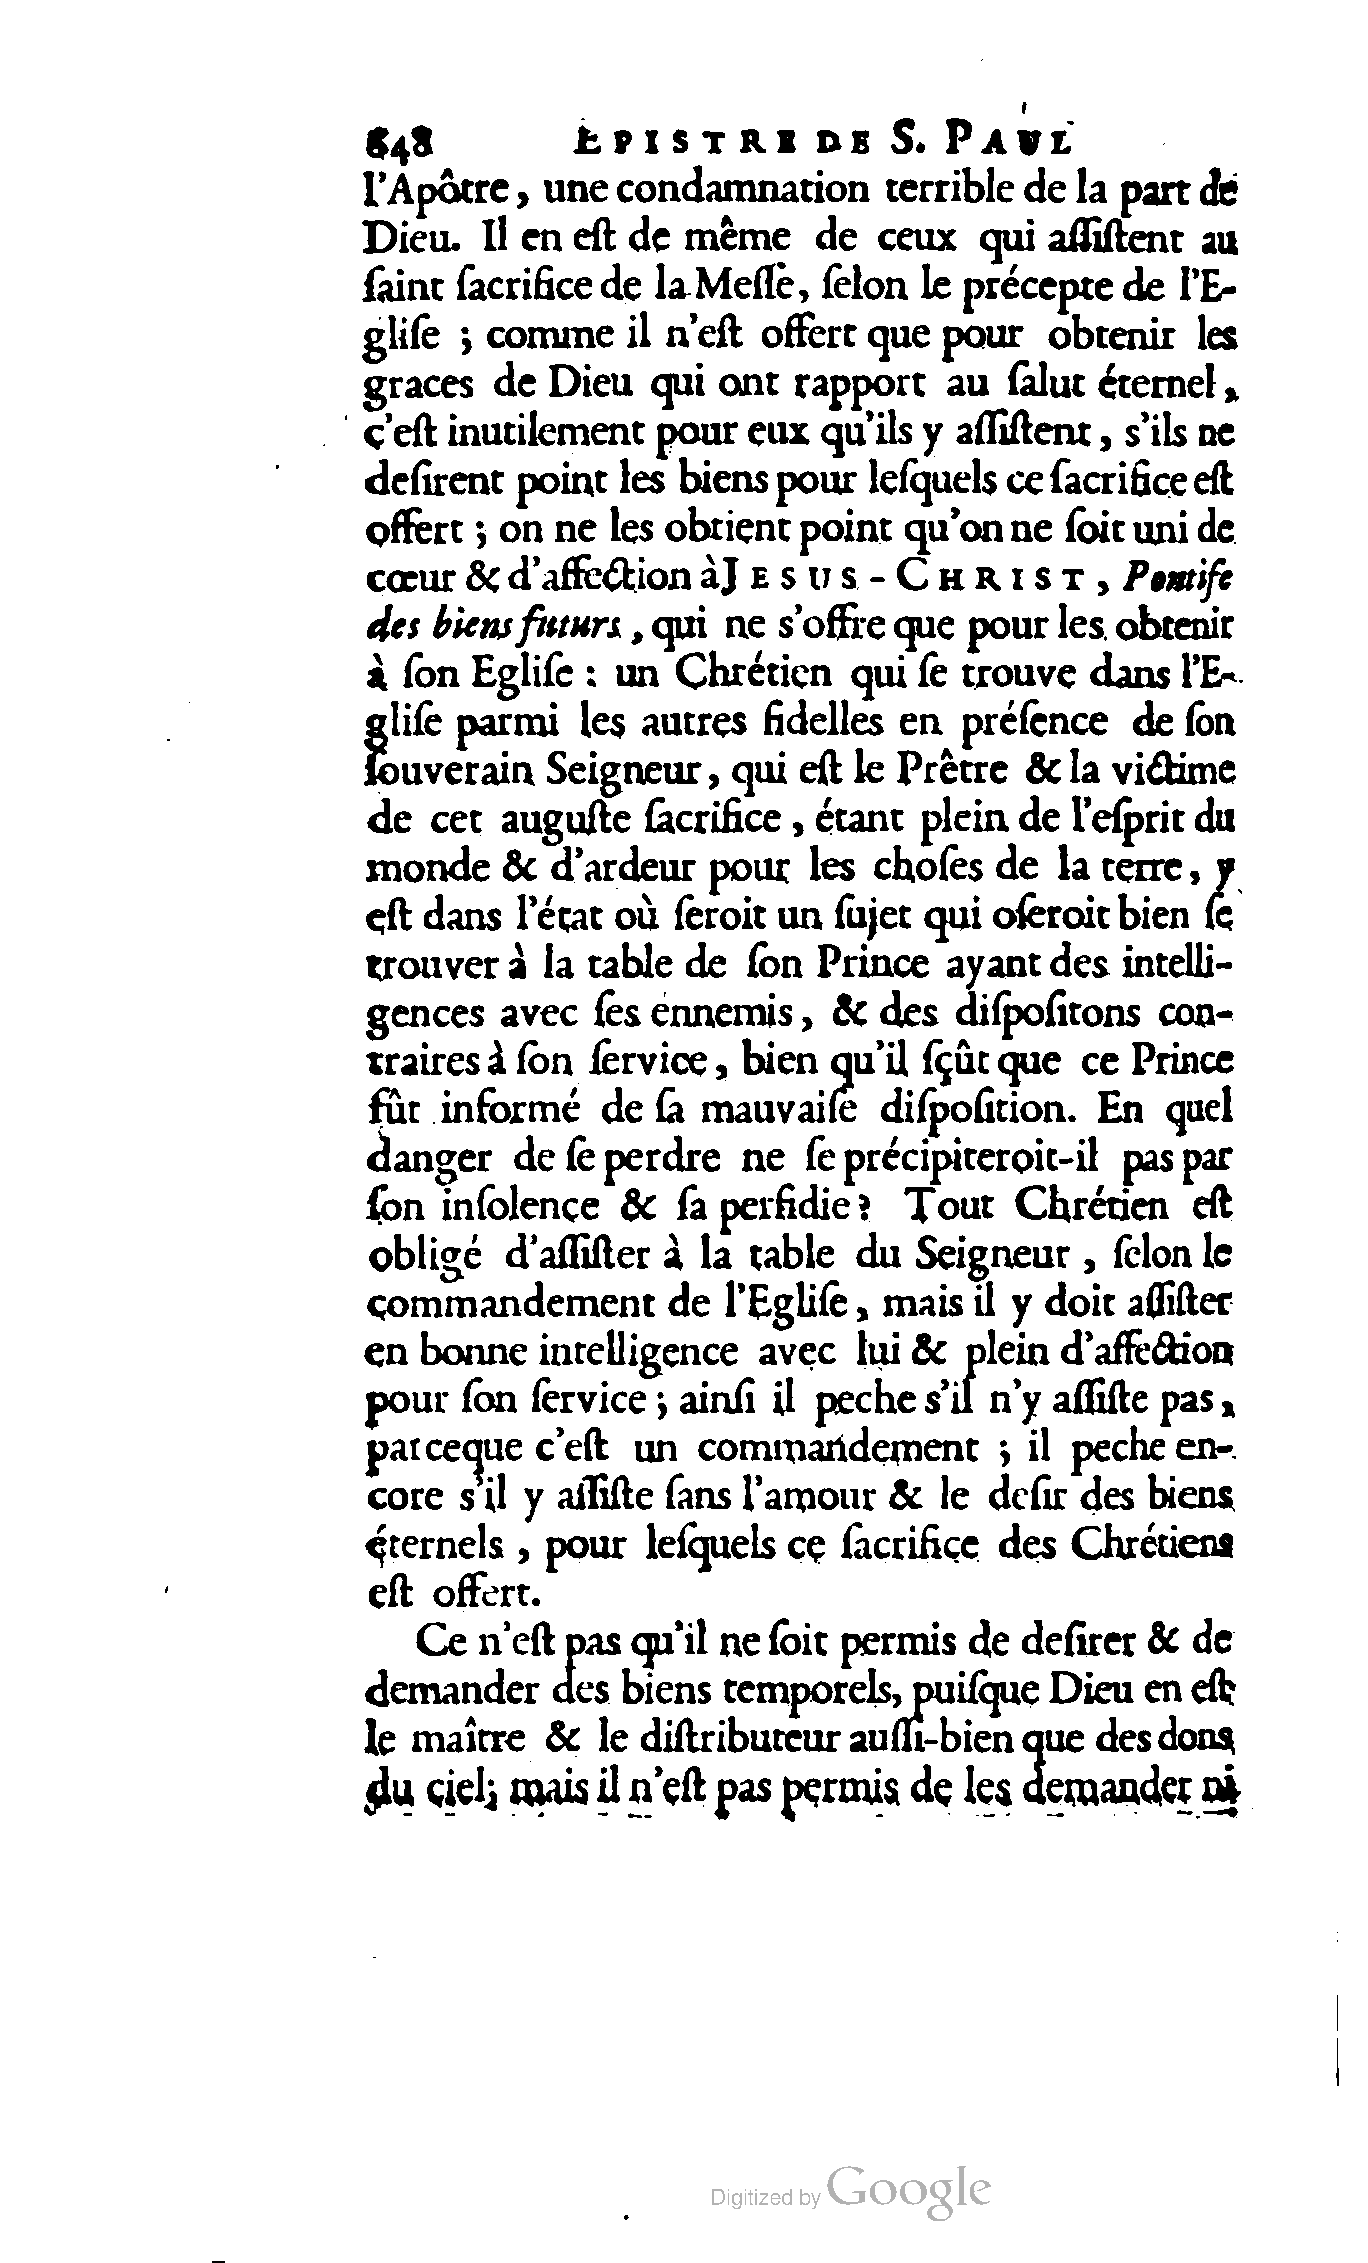 648 EPISTRE DE S. PAUL
l'Apôtre, une condamnation terrible de la part de
Dieu. Il en eſt de même de ceux qui aſſiſtent au
ſaint ſacrifice de la Meſſe, ſelon le précepte de l'E-
gliſe ; comme il n'eſt offert que pour obtenir les
graces de Dieu qui ont rapport au ſalut éternel,
c'eſt inutilement pour eux qu'ils y aſſiſtent, s'ils ne
deſirent point les biens pour leſquels ce ſacrifice eſt
offert ; on ne les obtient point qu'on ne ſoit uni de
cœur & d'affection à JESUS-CHRIST, Pontife
des biens futurs, qui ne s'offre que pour les obtenir
à ſon Egliſe : un Chrétien qui ſe trouve dans l'E-
gliſe parmi les autres fidelles en préſence de ſon
ſouverain Seigneur, qui eſt le Prêtre & la victime
de cet auguſte ſacrifice, étant plein de l'eſprit du
monde & d'ardeur pour les choſes de la terre, y
eſt dans l'état où ſeroit un ſujet qui oſeroit bien ſe
trouver à la table de ſon Prince ayant des intelli-
gences avec ſes ennemis, & des diſpoſitons con-
traires à ſon ſervice, bien qu'il ſçût que ce Prince
fût informé de ſa mauvaiſe diſpoſition. En quel
danger de ſe perdre ne ſe précipiteroit-il pas par
ſon inſolence & ſa perfidie ? Tout Chrétien eſt
obligé d'aſſiſter à la table du Seigneur, ſelon le
commandement de l'Egliſe, mais il y doit aſſiſter
en bonne intelligence avec lui & plein d'affection
pour ſon ſervice ; ainſi il peche s'il n'y aſſiſte pas,
parceque c'eſt un commandement ; il peche en-
core s'il y aſſiſte ſans l'amour & le deſir des biens
éternels, pour leſquels ce ſacrifice des Chrétiens
eſt offert.
Ce n'eſt pas qu'il ne ſoit permis de deſirer & de
demander des biens temporels, puiſque Dieu en eſt
le maître & le diſtributeur auſſi-bien que des dons
du ciel; mais il n'eſt pas permis de les demander ni
Digitized by Google